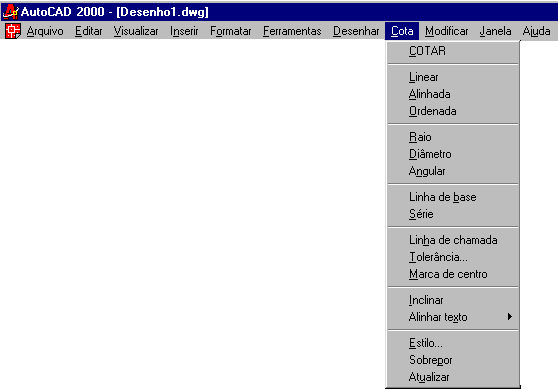 AutoCAD 2000 - [Desenho1.dwg]
Arquivo Editar Visualizar Inserir Formatar Ferramentas Desenhar Cota Modificar Janela Ajuda
COTAR
Linear
Alinhada
Ordenada
Raio
Diâmetro
Angular
Linha de base
Série
Linha de chamada
Tolerância...
Marca de centro
Inclinar
Alinhar texto
Estilo...
Sobrepor
Atualizar